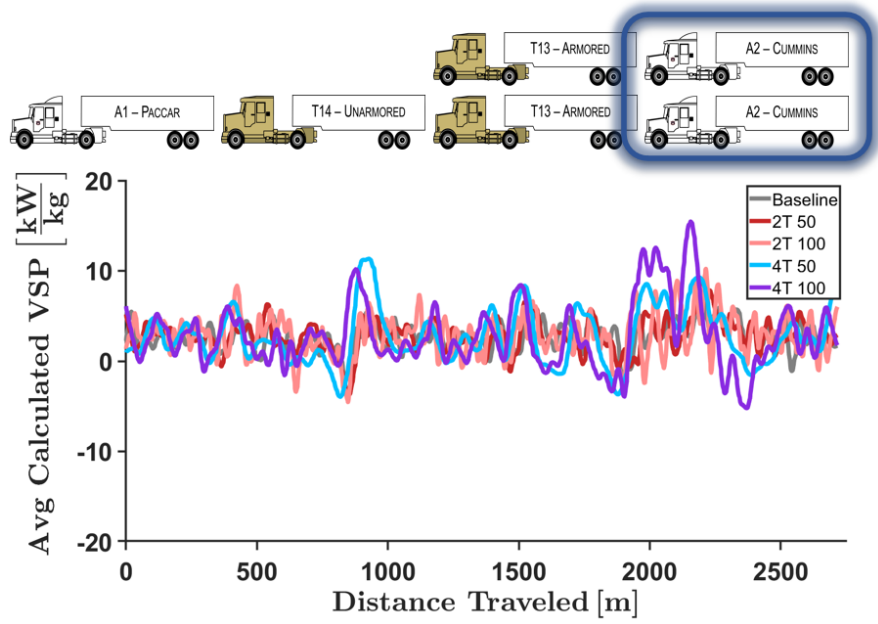 T13 – ARMORED
A2 – CUMMINS
A1 – PACCAR
T14 – UNARMORED
T13 – ARMORED
A2 – CUMMINS
Avg Calculated VSP [kW/kg]
20
10
0
-10
-20
Baseline
2T 50
2T 100
4T 50
4T 100
0
500
1000
1500
2000
2500
Distance Traveled [m]